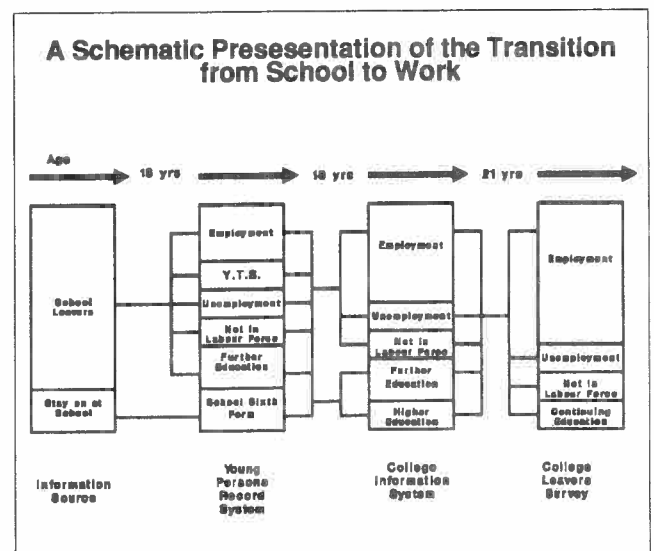 A Schematic Presesentation of the Transition
from School to Work
Age
16 yrs
18 yrs
21 yrs
School
Leavers
Stay on at
School
Employment
Y.T.S.
Unemployment
Not in
Labour Force
Further
Education
School Sixth
Form
Employment
Unemployment
Not in
Labour Force
Further
Education
Higher
Education
Employment
Unemployment
Not in
Labour Force
Continuing
Education
Information
Source
Young
Persons
Record
System
College
Information
System
College
Leavers
Survey